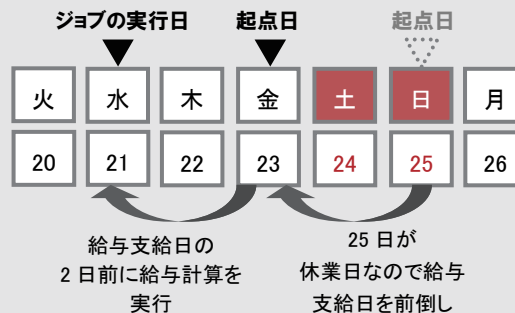 ジョブの実行日 起点日 起点日
火 水 木 金 土 日 月
20 21 22 23 24 25 26
給与支給日の
2 日前に給与計算を
実行
25 日が
休業日なので給与
支給日を前倒し